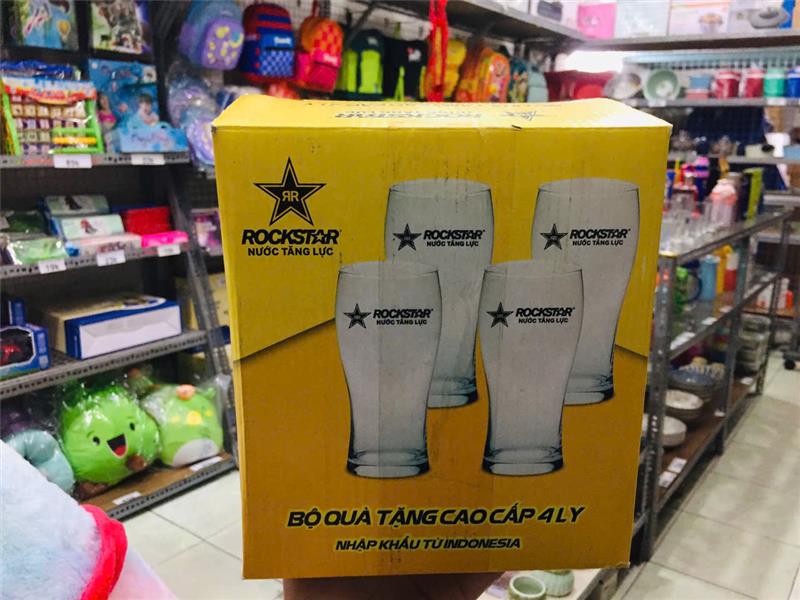 ROCKSTAR
NƯỚC TĂNG LỰC
ROCKSTAR
NƯỚC TĂNG LỰC
ROCKSTAR
NƯỚC TĂNG LỰC
ROCKSTAR
NƯỚC TĂNG LỰC
ROCKSTAR
NƯỚC TĂNG LỰC
BỘ QUÀ TẶNG CAO CẤP 4 LY
NHẬP KHẨU TỪ INDONESIA